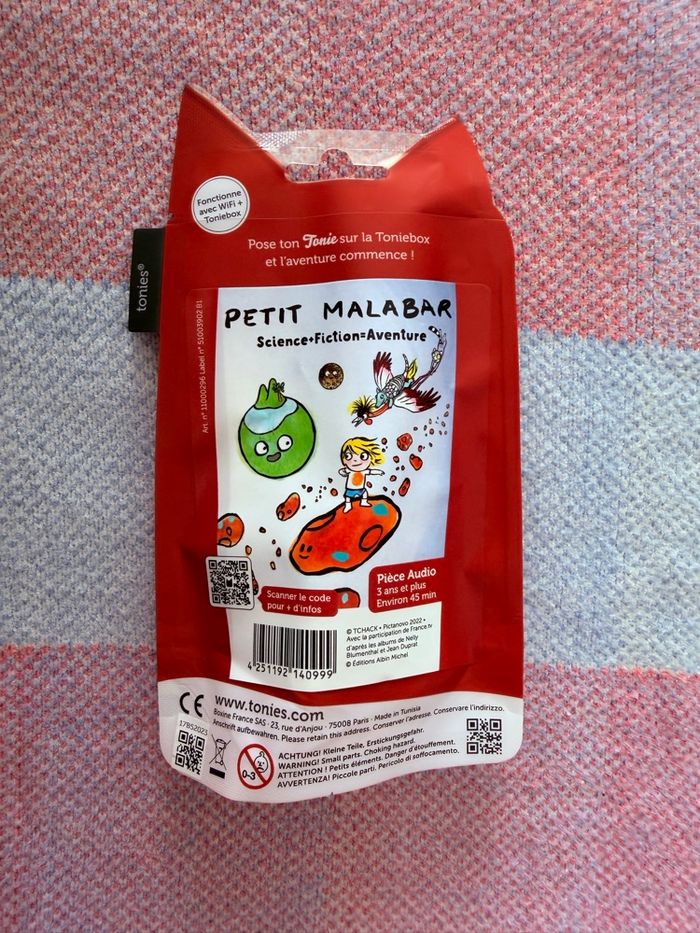 Fonctionne
avec WiFi +
Toniebox
tonies®
Pose ton Tonie sur la Toniebox
et l'aventure commence !
Art. n° 11000296 Label n° 51003902 B1
PETIT MALABAR
Science+Fiction=Aventure
Scanner le code
pour + d'infos
Pièce Audio
3 ans et plus
Environ 45 min
© TCHACK • Pictanovo 2022 •
Avec la participation de France.tv
d'après les albums de Nelly
Blumenthal et Jean Duprat
© Éditions Albin Michel
4 251192 140999
CE
www.tonies.com
Boxine France SAS · 23, rue d'Anjou · 75008 Paris · Made in Tunisia
Anschrift aufbewahren. Please retain this address. Conserver l'adresse. Conservare l'indirizzo.
17BS2023
0-3
ACHTUNG! Kleine Teile, Erstickungsgefahr.
WARNING! Small parts. Choking hazard.
ATTENTION ! Petits éléments. Danger d'étouffement.
AVVERTENZA! Piccole parti. Pericolo di soffocamento.